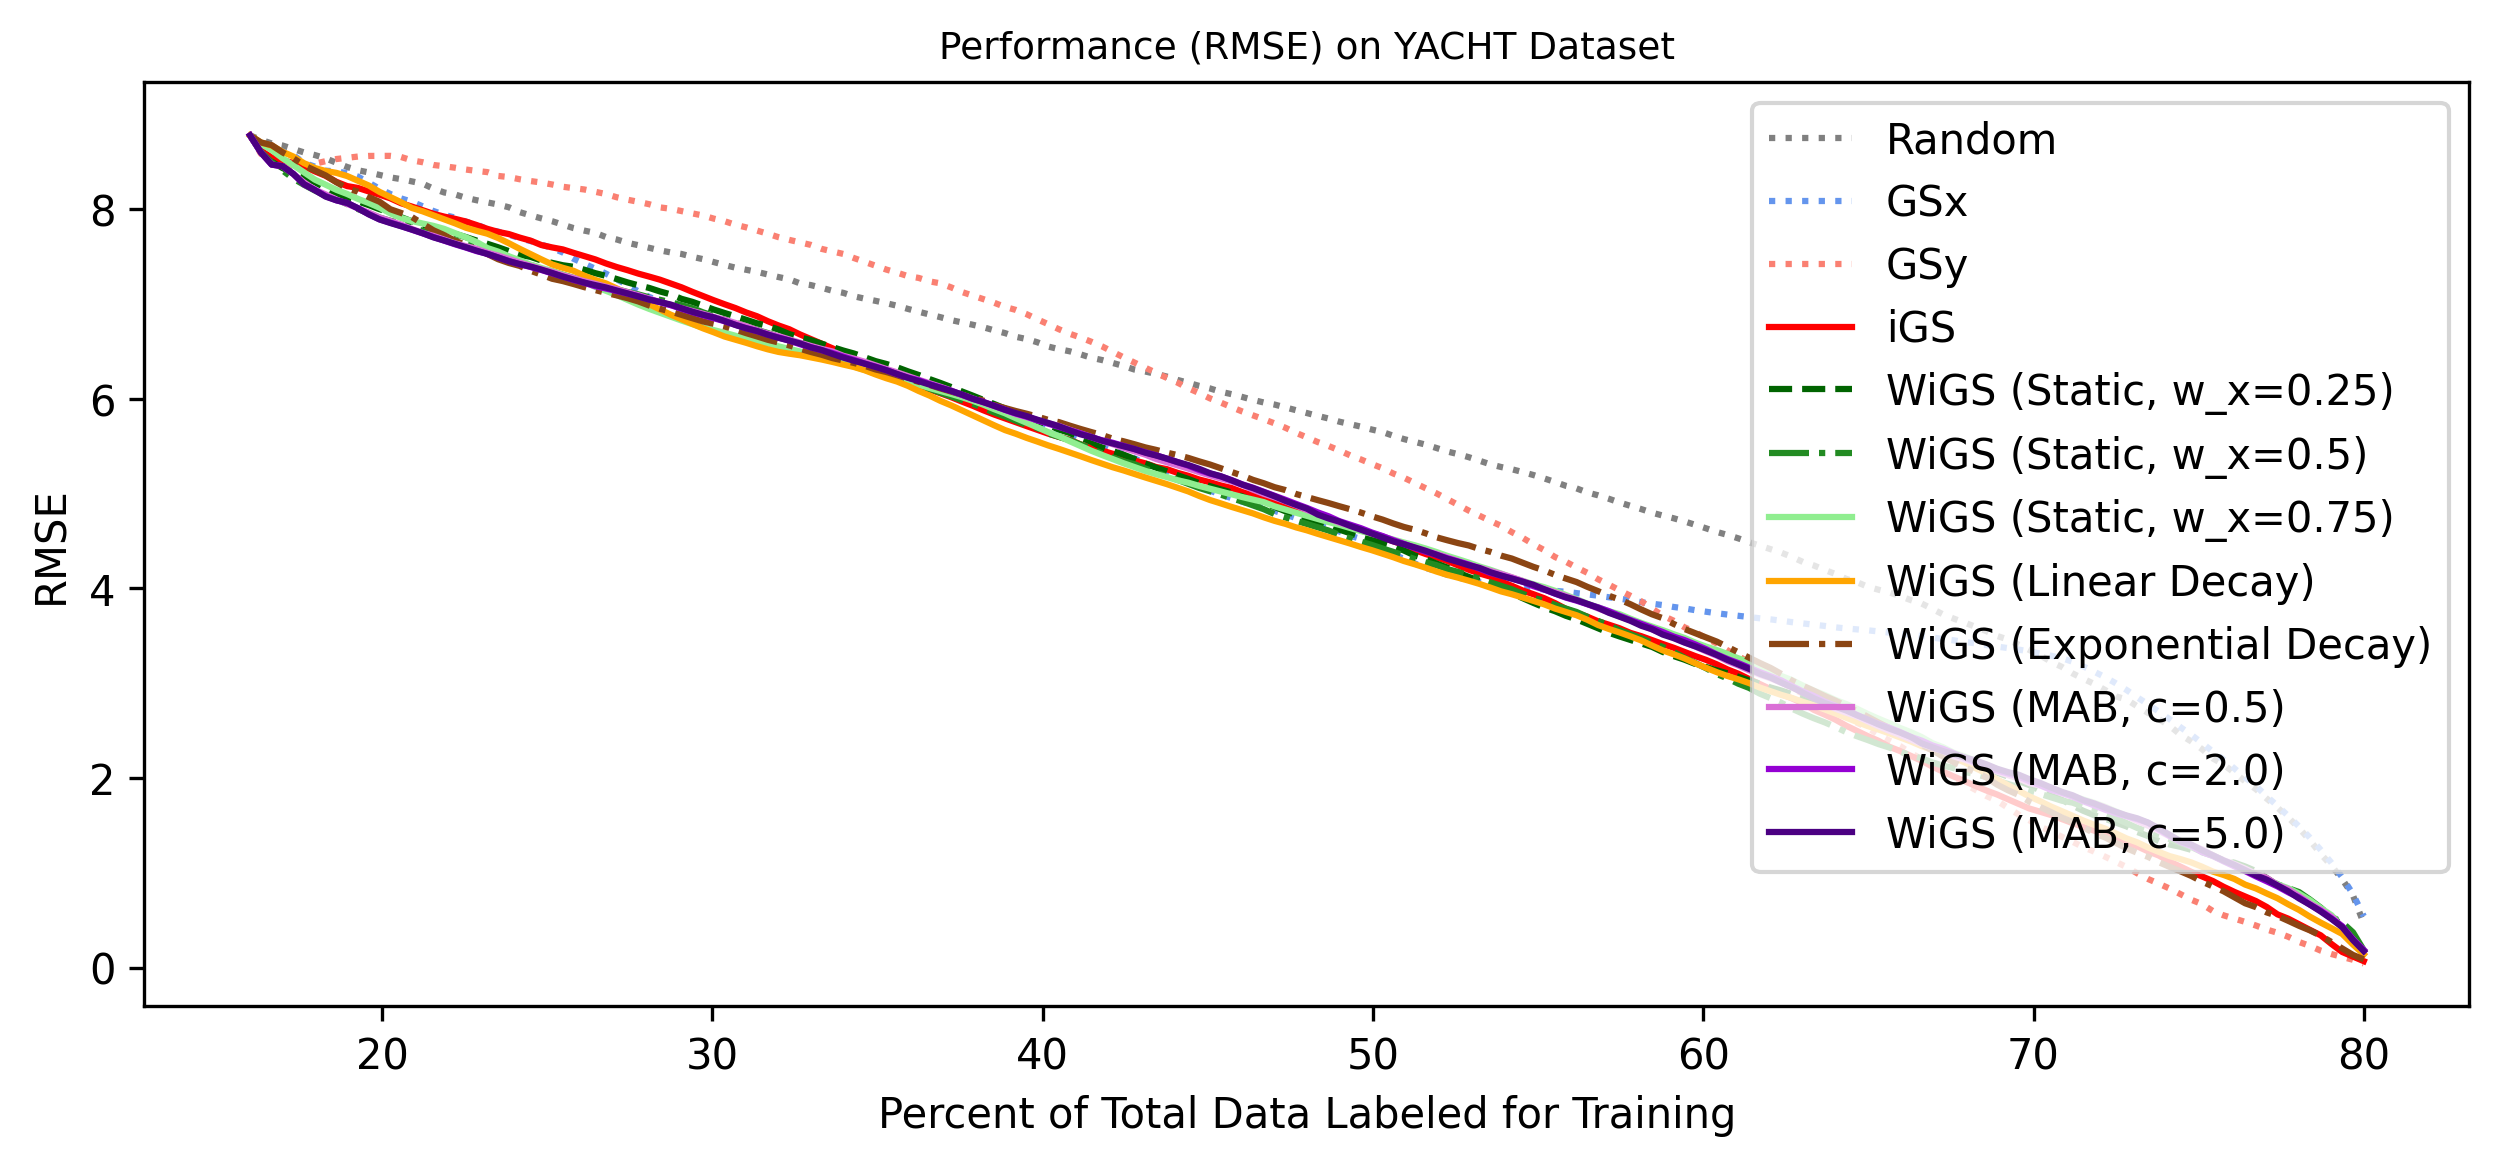 Performance (RMSE) on YACHT Dataset
RMSE
8
6
4
2
0
Random
GSx
GSy
iGS
WiGS (Static, w_x=0.25)
WiGS (Static, w_x=0.5)
WiGS (Static, w_x=0.75)
WiGS (Linear Decay)
WiGS (Exponential Decay)
WiGS (MAB, c=0.5)
WiGS (MAB, c=2.0)
WiGS (MAB, c=5.0)
20 30 40 50 60 70 80
Percent of Total Data Labeled for Training